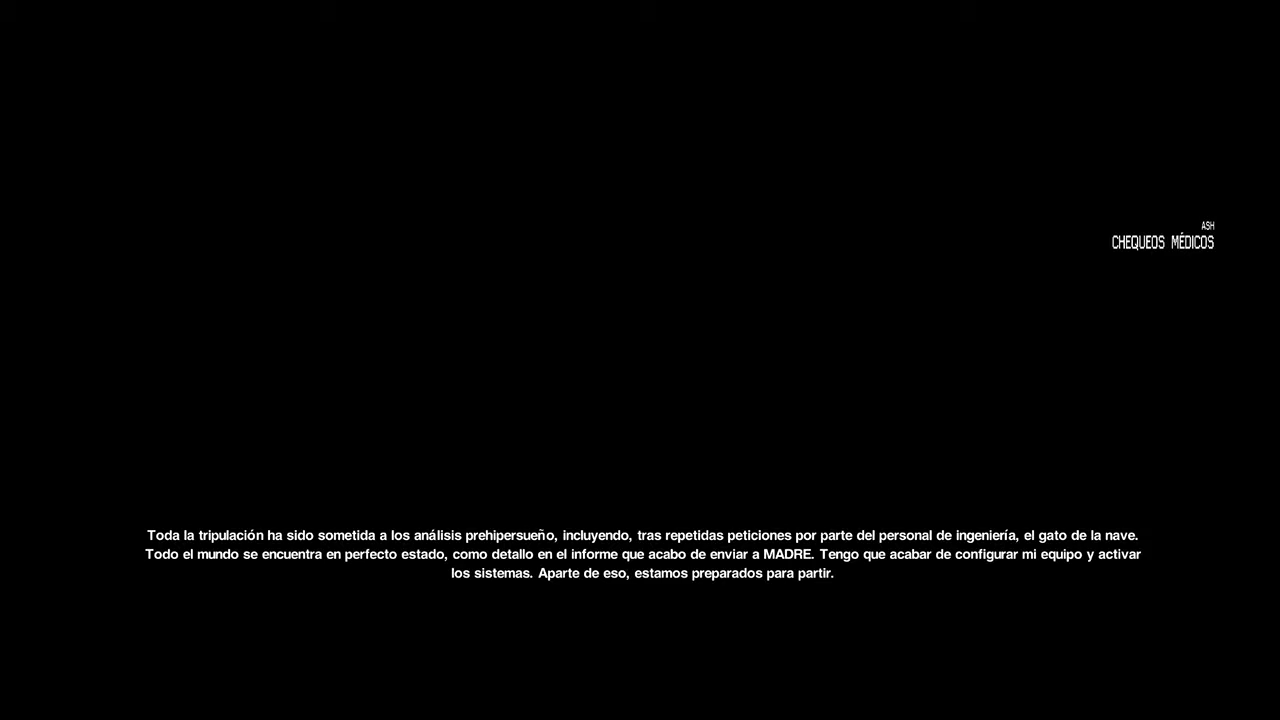 ASH
CHEQUEOS MÉDICOS
Toda la tripulación ha sido sometida a los análisis prehipersueño, incluyendo, tras repetidas peticiones por parte del personal de ingeniería, el gato de la nave.
Todo el mundo se encuentra en perfecto estado, como detallo en el informe que acabo de enviar a MADRE. Tengo que acabar de configurar mi equipo y activar
los sistemas. Aparte de eso, estamos preparados para partir.